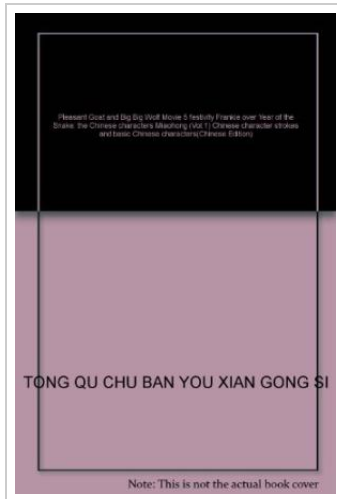 Pleasant Goat and Big Big Wolf Movie 5 festivity Frankie over Year of the
Snake. the Chinese characters Miaohong (Vol 1) Chinese character strokes
and basic Chinese characters(Chinese Edition)
TONG QU CHU BAN YOU XIAN GONG SI
Note: This is not the actual book cover